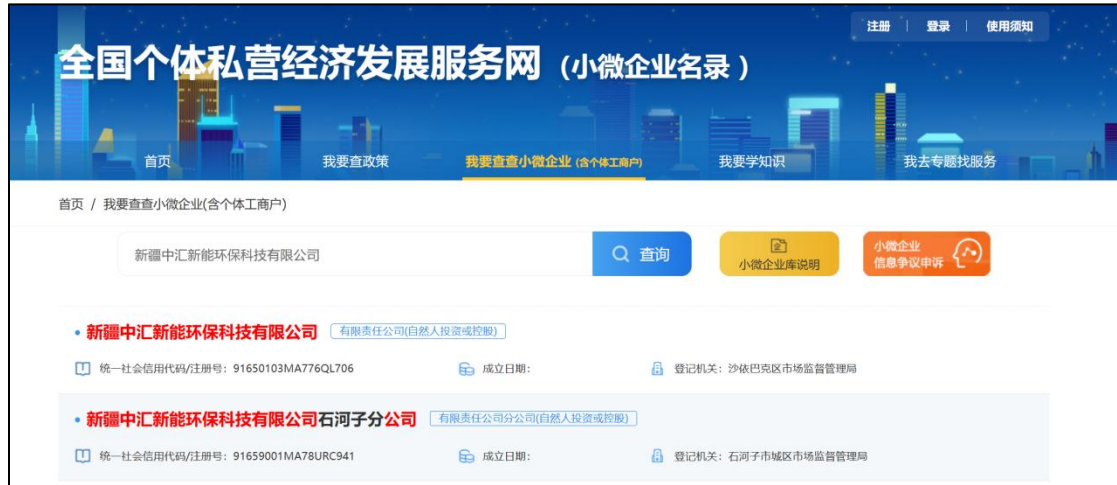 注册 | 登录 | 使用须知
全国个体私营经济发展服务网（小微企业名录）
首页 我要查政策 我要查查小微企业 (含个体工商户) 我要学知识 我去专题找服务
首页 / 我要查查小微企业(含个体工商户)
新疆中汇新能环保科技有限公司 查询 小微企业库说明 小微企业
信息争议申诉
• 新疆中汇新能环保科技有限公司 有限责任公司(自然人投资或控股)
统一社会信用代码/注册号：91650103MA776QL706 成立日期： 登记机关：沙依巴克区市场监督管理局
• 新疆中汇新能环保科技有限公司石河子分公司 有限责任公司分公司(自然人投资或控股)
统一社会信用代码/注册号：91659001MA78URC941 成立日期： 登记机关：石河子市城区市场监督管理局